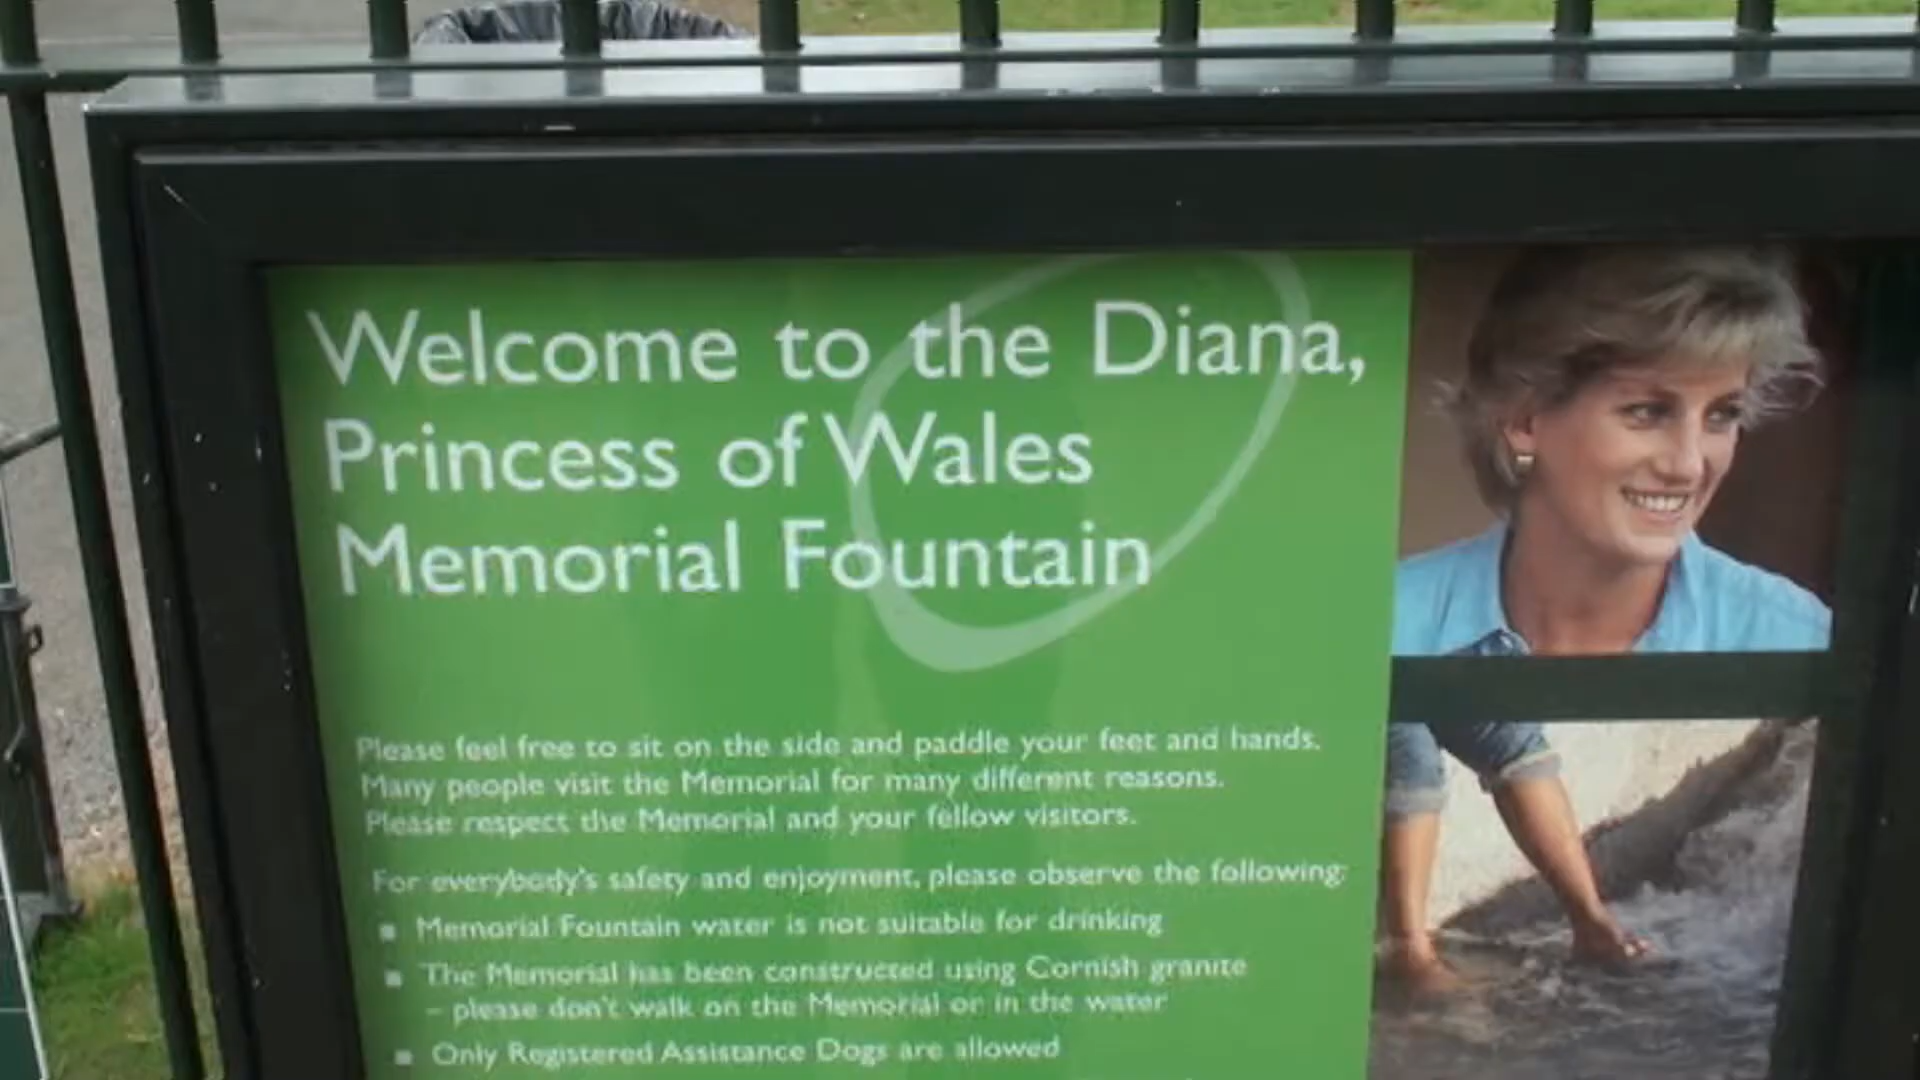 Welcome to the Diana,
Princess of Wales
Memorial Fountain
Please feel free to sit on the side and paddle your feet and hands.
Many people visit the Memorial for many different reasons.
Please respect the Memorial and your fellow visitors.
For everybody's safety and enjoyment, please observe the following:
▪ Memorial Fountain water is not suitable for drinking
▪ The Memorial has been constructed using Cornish granite
– please don't walk on the Memorial or in the water
▪ Only Registered Assistance Dogs are allowed